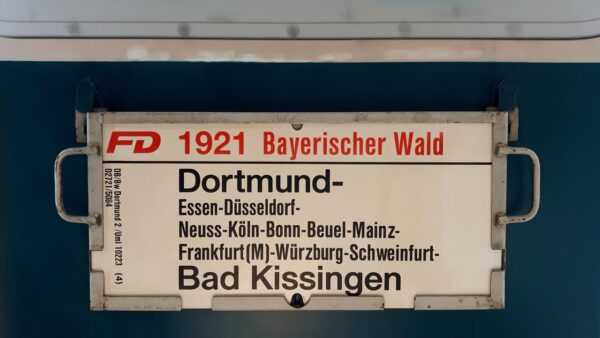 FD 1921 Bayerischer Wald
Dortmund-
Essen-Düsseldorf-
Neuss-Köln-Bonn-Beuel-Mainz-
Frankfurt(M)-Würzburg-Schweinfurt-
Bad Kissingen
DB/Bw Dortmund 2 /Uml 10223 (4)
02721/5084